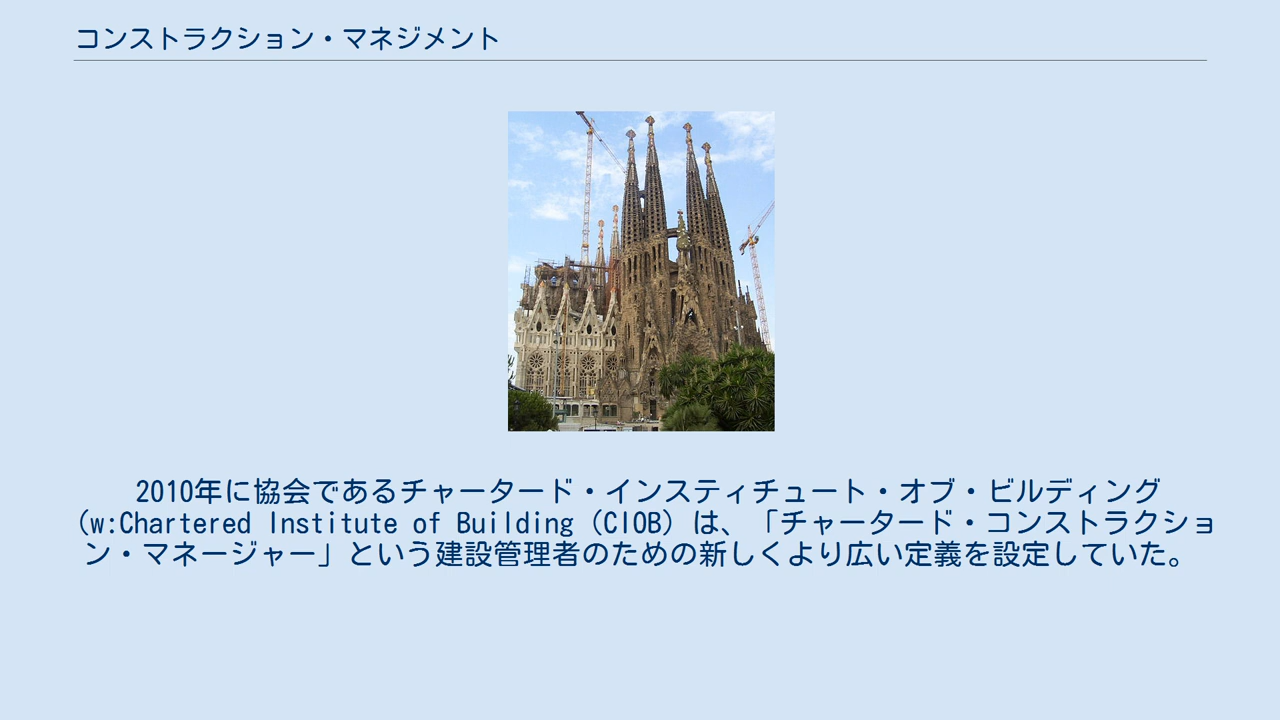 コンストラクション・マネジメント
2010年に協会であるチャータード・インスティチュート・オブ・ビルディング
(w:Chartered Institute of Building (CIOB) は、「チャータード・コンストラクショ
ン・マネージャー」という建設管理者のための新しくより広い定義を設定していた。